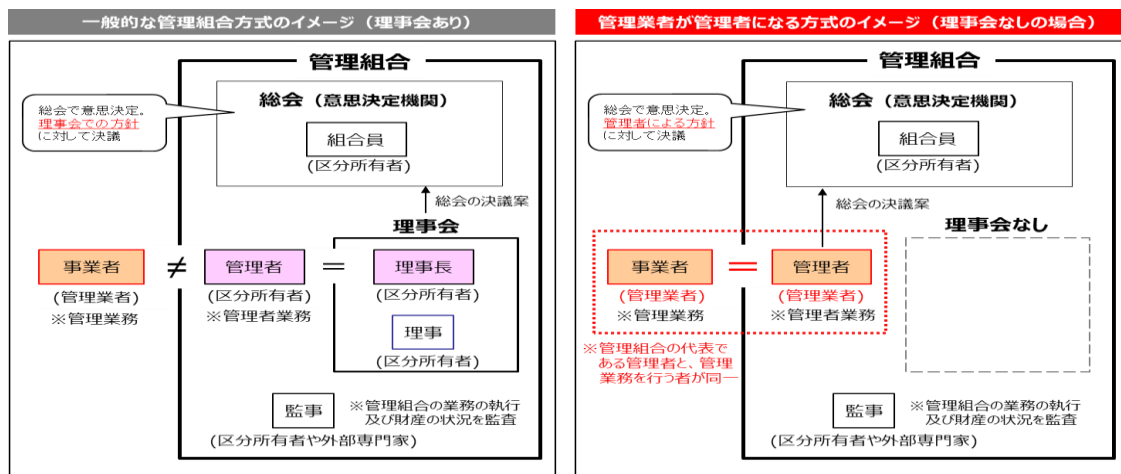 一般的な管理組合方式のイメージ（理事会あり）
管理組合
総会（意思決定機関）
総会で意思決定。
理事会での方針
に対して決議
組合員
(区分所有者)
総会の決議案
理事会
事業者
≠
管理者
＝
理事長
(管理業者)
※管理業務
(区分所有者)
※管理者業務
(区分所有者)
理事
(区分所有者)
監事
※管理組合の業務の執行
及び財産の状況を監査
(区分所有者や外部専門家)
管理業者が管理者になる方式のイメージ（理事会なしの場合）
管理組合
総会（意思決定機関）
総会で意思決定。
管理者による方針
に対して決議
組合員
(区分所有者)
総会の決議案
理事会なし
事業者
＝
管理者
(管理業者)
※管理業務
(管理業者)
※管理者業務
※管理組合の代表で
ある管理者と、管理
業務を行う者が同一
監事
※管理組合の業務の執行
及び財産の状況を監査
(区分所有者や外部専門家)